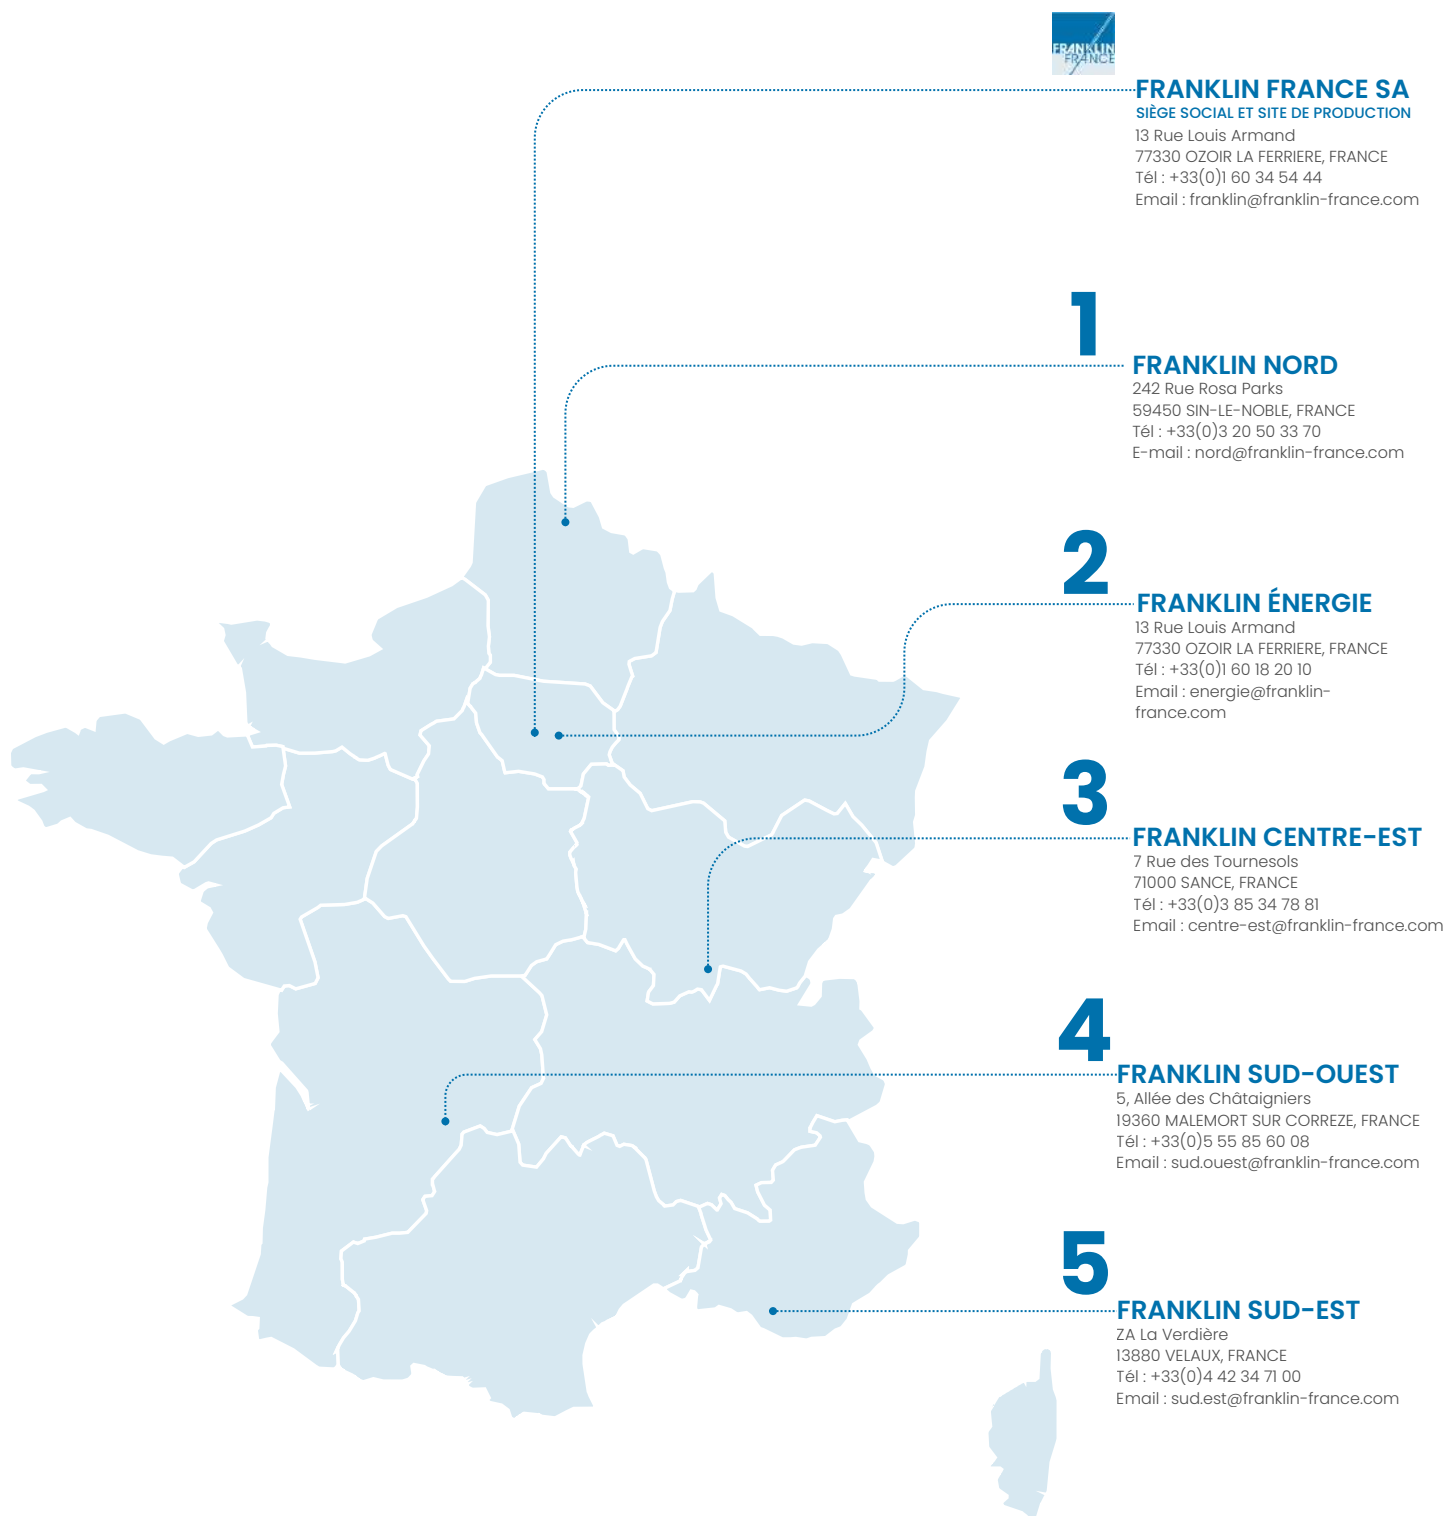 FRANKLIN
FRANCE
FRANKLIN FRANCE SA
SIÈGE SOCIAL ET SITE DE PRODUCTION
13 Rue Louis Armand
77330 OZOIR LA FERRIERE, FRANCE
Tél : +33(0)1 60 34 54 44
Email : franklin@franklin-france.com
1
FRANKLIN NORD
242 Rue Rosa Parks
59450 SIN-LE-NOBLE, FRANCE
Tél : +33(0)3 20 50 33 70
E-mail : nord@franklin-france.com
2
FRANKLIN ÉNERGIE
13 Rue Louis Armand
77330 OZOIR LA FERRIERE, FRANCE
Tél : +33(0)1 60 18 20 10
Email : energie@franklin-
france.com
3
FRANKLIN CENTRE-EST
7 Rue des Tournesols
71000 SANCE, FRANCE
Tél : +33(0)3 85 34 78 81
Email : centre-est@franklin-france.com
4
FRANKLIN SUD-OUEST
5, Allée des Châtaigniers
19360 MALEMORT SUR CORREZE, FRANCE
Tél : +33(0)5 55 85 60 08
Email : sud.ouest@franklin-france.com
5
FRANKLIN SUD-EST
ZA La Verdière
13880 VELAUX, FRANCE
Tél : +33(0)4 42 34 71 00
Email : sud.est@franklin-france.com